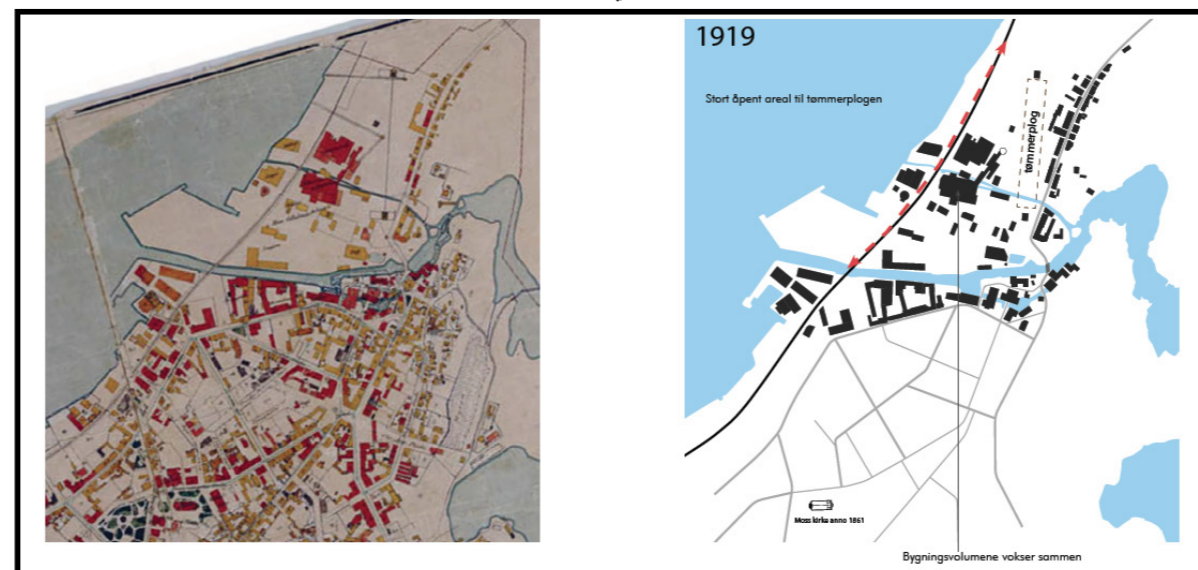 1919
Stort åpent areal til tømmerplogen
tømmerplog
Moss kirke anno 1861
Bygningsvolumene vokser sammen